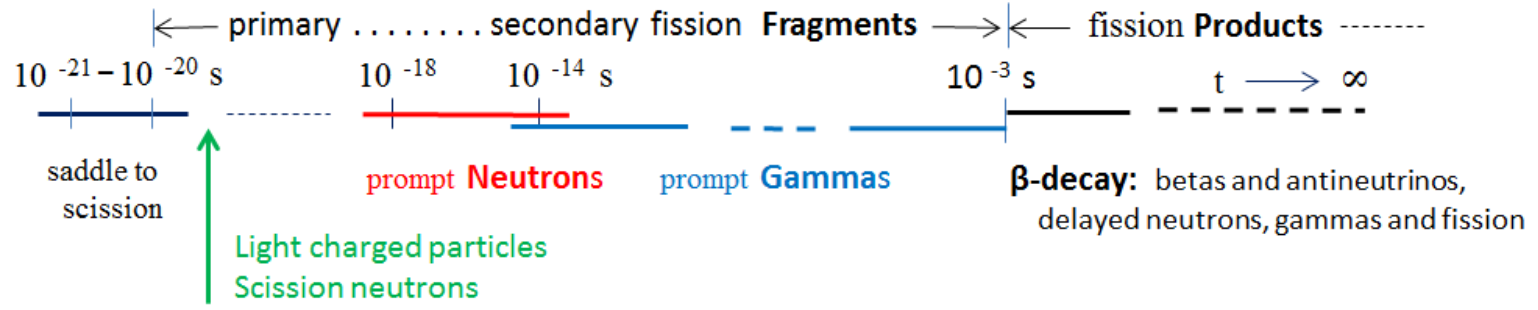 primary . . . . . . . . secondary fission Fragments fission Products --------
10 -21 – 10 -20 s 10 -18 10 -14 s 10 -3 s t ∞
saddle to
scission
prompt Neutrons
prompt Gammas
β-decay: betas and antineutrinos,
delayed neutrons, gammas and fission
Light charged particles
Scission neutrons